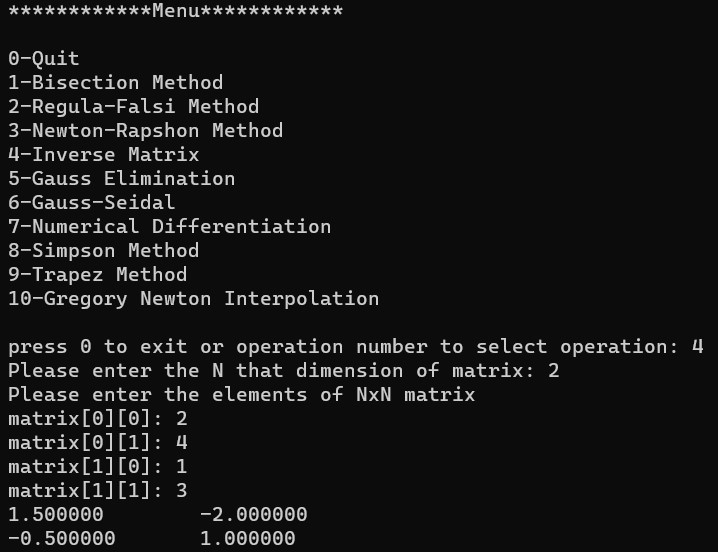 ************Menu************
0-Quit
1-Bisection Method
2-Regula-Falsi Method
3-Newton-Rapshon Method
4-Inverse Matrix
5-Gauss Elimination
6-Gauss-Seidal
7-Numerical Differentiation
8-Simpson Method
9-Trapez Method
10-Gregory Newton Interpolation
press 0 to exit or operation number to select operation: 4
Please enter the N that dimension of matrix: 2
Please enter the elements of NxN matrix
matrix[0][0]: 2
matrix[0][1]: 4
matrix[1][0]: 1
matrix[1][1]: 3
1.500000        -2.000000
-0.500000       1.000000